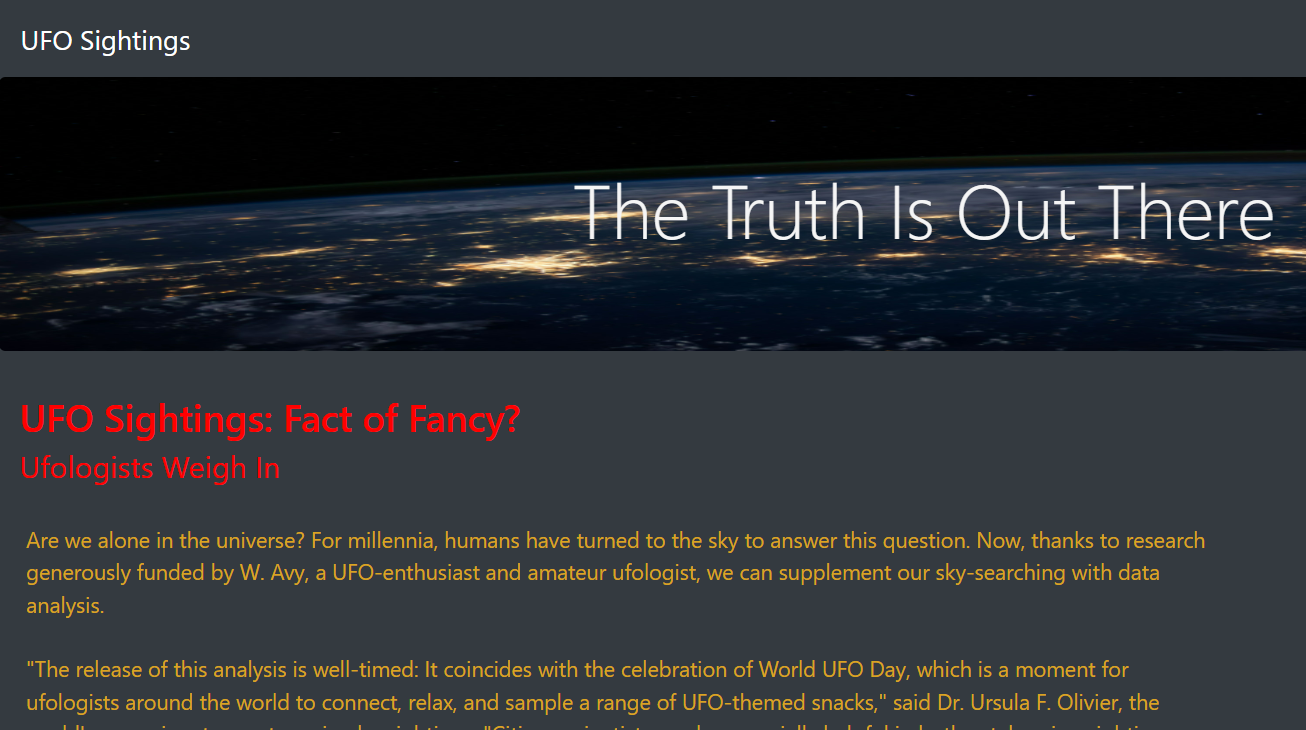 UFO Sightings
The Truth Is Out There
UFO Sightings: Fact of Fancy?
Ufologists Weigh In
Are we alone in the universe? For millennia, humans have turned to the sky to answer this question. Now, thanks to research
generously funded by W. Avy, a UFO-enthusiast and amateur ufologist, we can supplement our sky-searching with data
analysis.
"The release of this analysis is well-timed: It coincides with the celebration of World UFO Day, which is a moment for
ufologists around the world to connect, relax, and sample a range of UFO-themed snacks," said Dr. Ursula F. Olivier, the